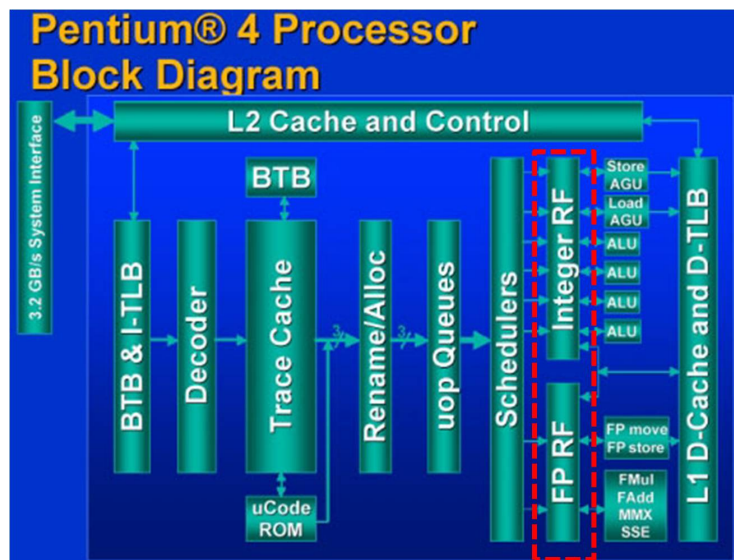 Pentium® 4 Processor
Block Diagram
3.2 GB/s System Interface
L2 Cache and Control
BTB
BTB & I-TLB
Decoder
Trace Cache
uCode
ROM
3
Rename/Alloc
3
uop Queues
Schedulers
Integer RF
FP RF
Store
AGU
Load
AGU
ALU
ALU
ALU
ALU
FP move
FP store
FMul
FAdd
MMX
SSE
L1 D-Cache and D-TLB